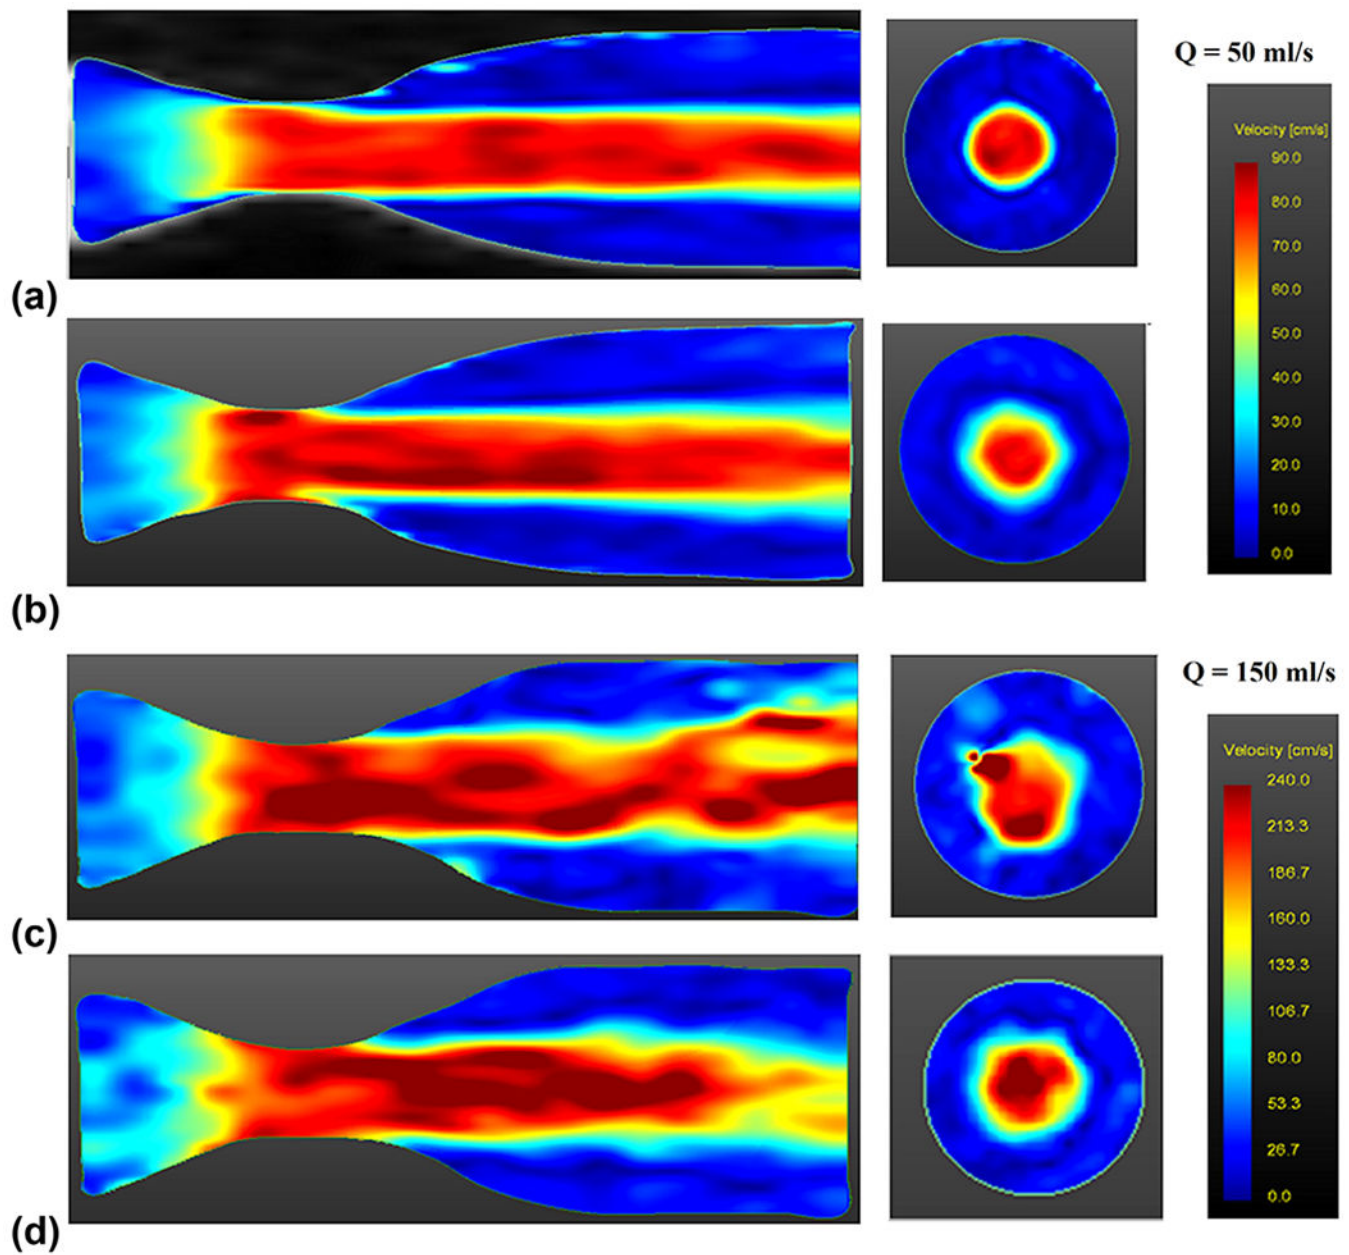 Q = 50 ml/s
Velocity [cm/s]
90.0
80.0
70.0
60.0
50.0
40.0
30.0
20.0
10.0
0.0
(a)
(b)
Q = 150 ml/s
Velocity [cm/s]
240.0
213.3
186.7
160.0
133.3
106.7
80.0
53.3
26.7
0.0
(c)
(d)